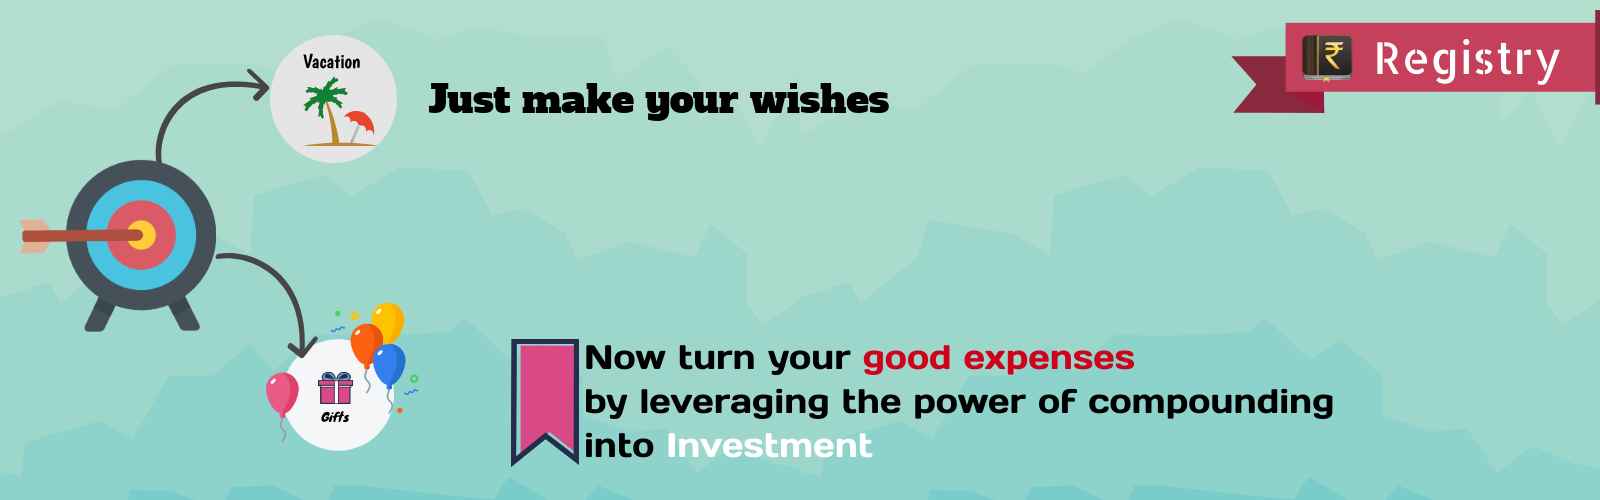 Vacation
Just make your wishes
₹ Registry
Gifts
Now turn your good expenses
by leveraging the power of compounding
into Investment